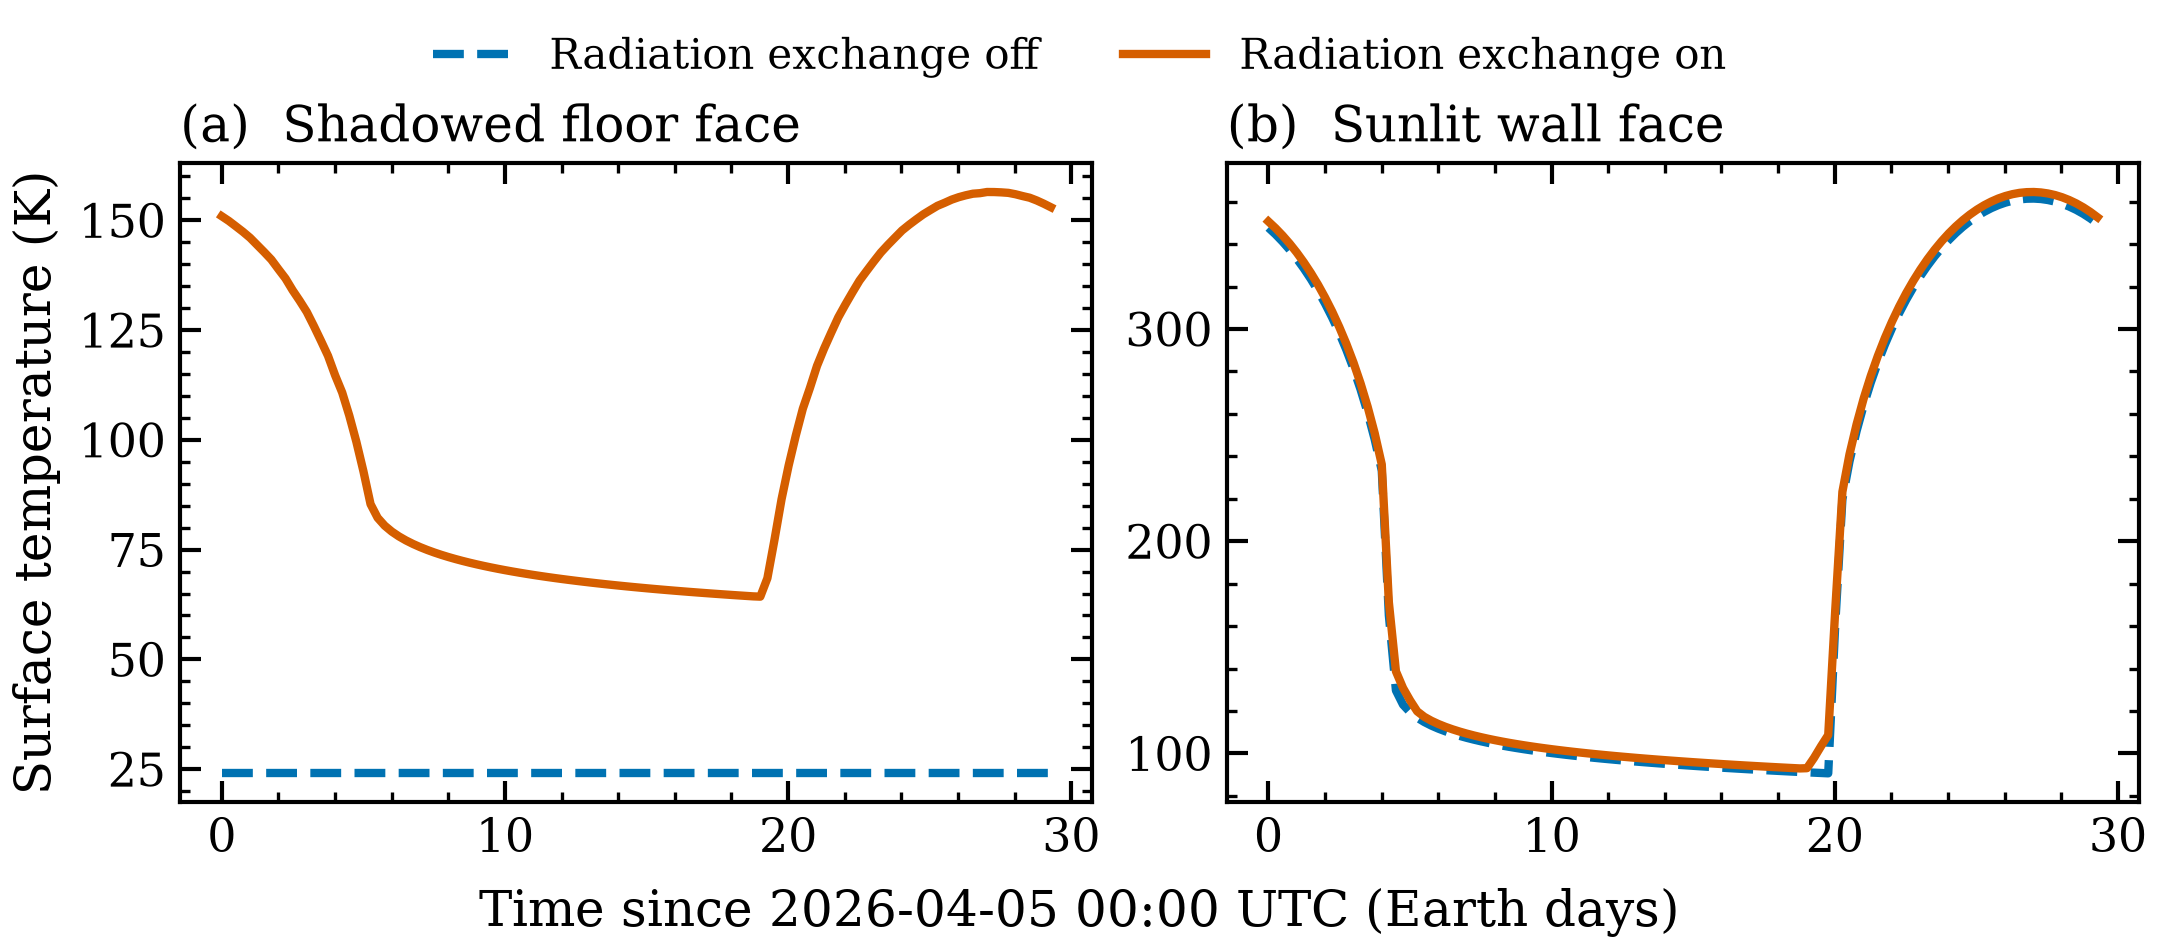 Radiation exchange off
Radiation exchange on
(a) Shadowed floor face
(b) Sunlit wall face
Surface temperature (K)
150
125
100
75
50
25
0
10
20
30
300
200
100
0
10
20
30
Time since 2026-04-05 00:00 UTC (Earth days)